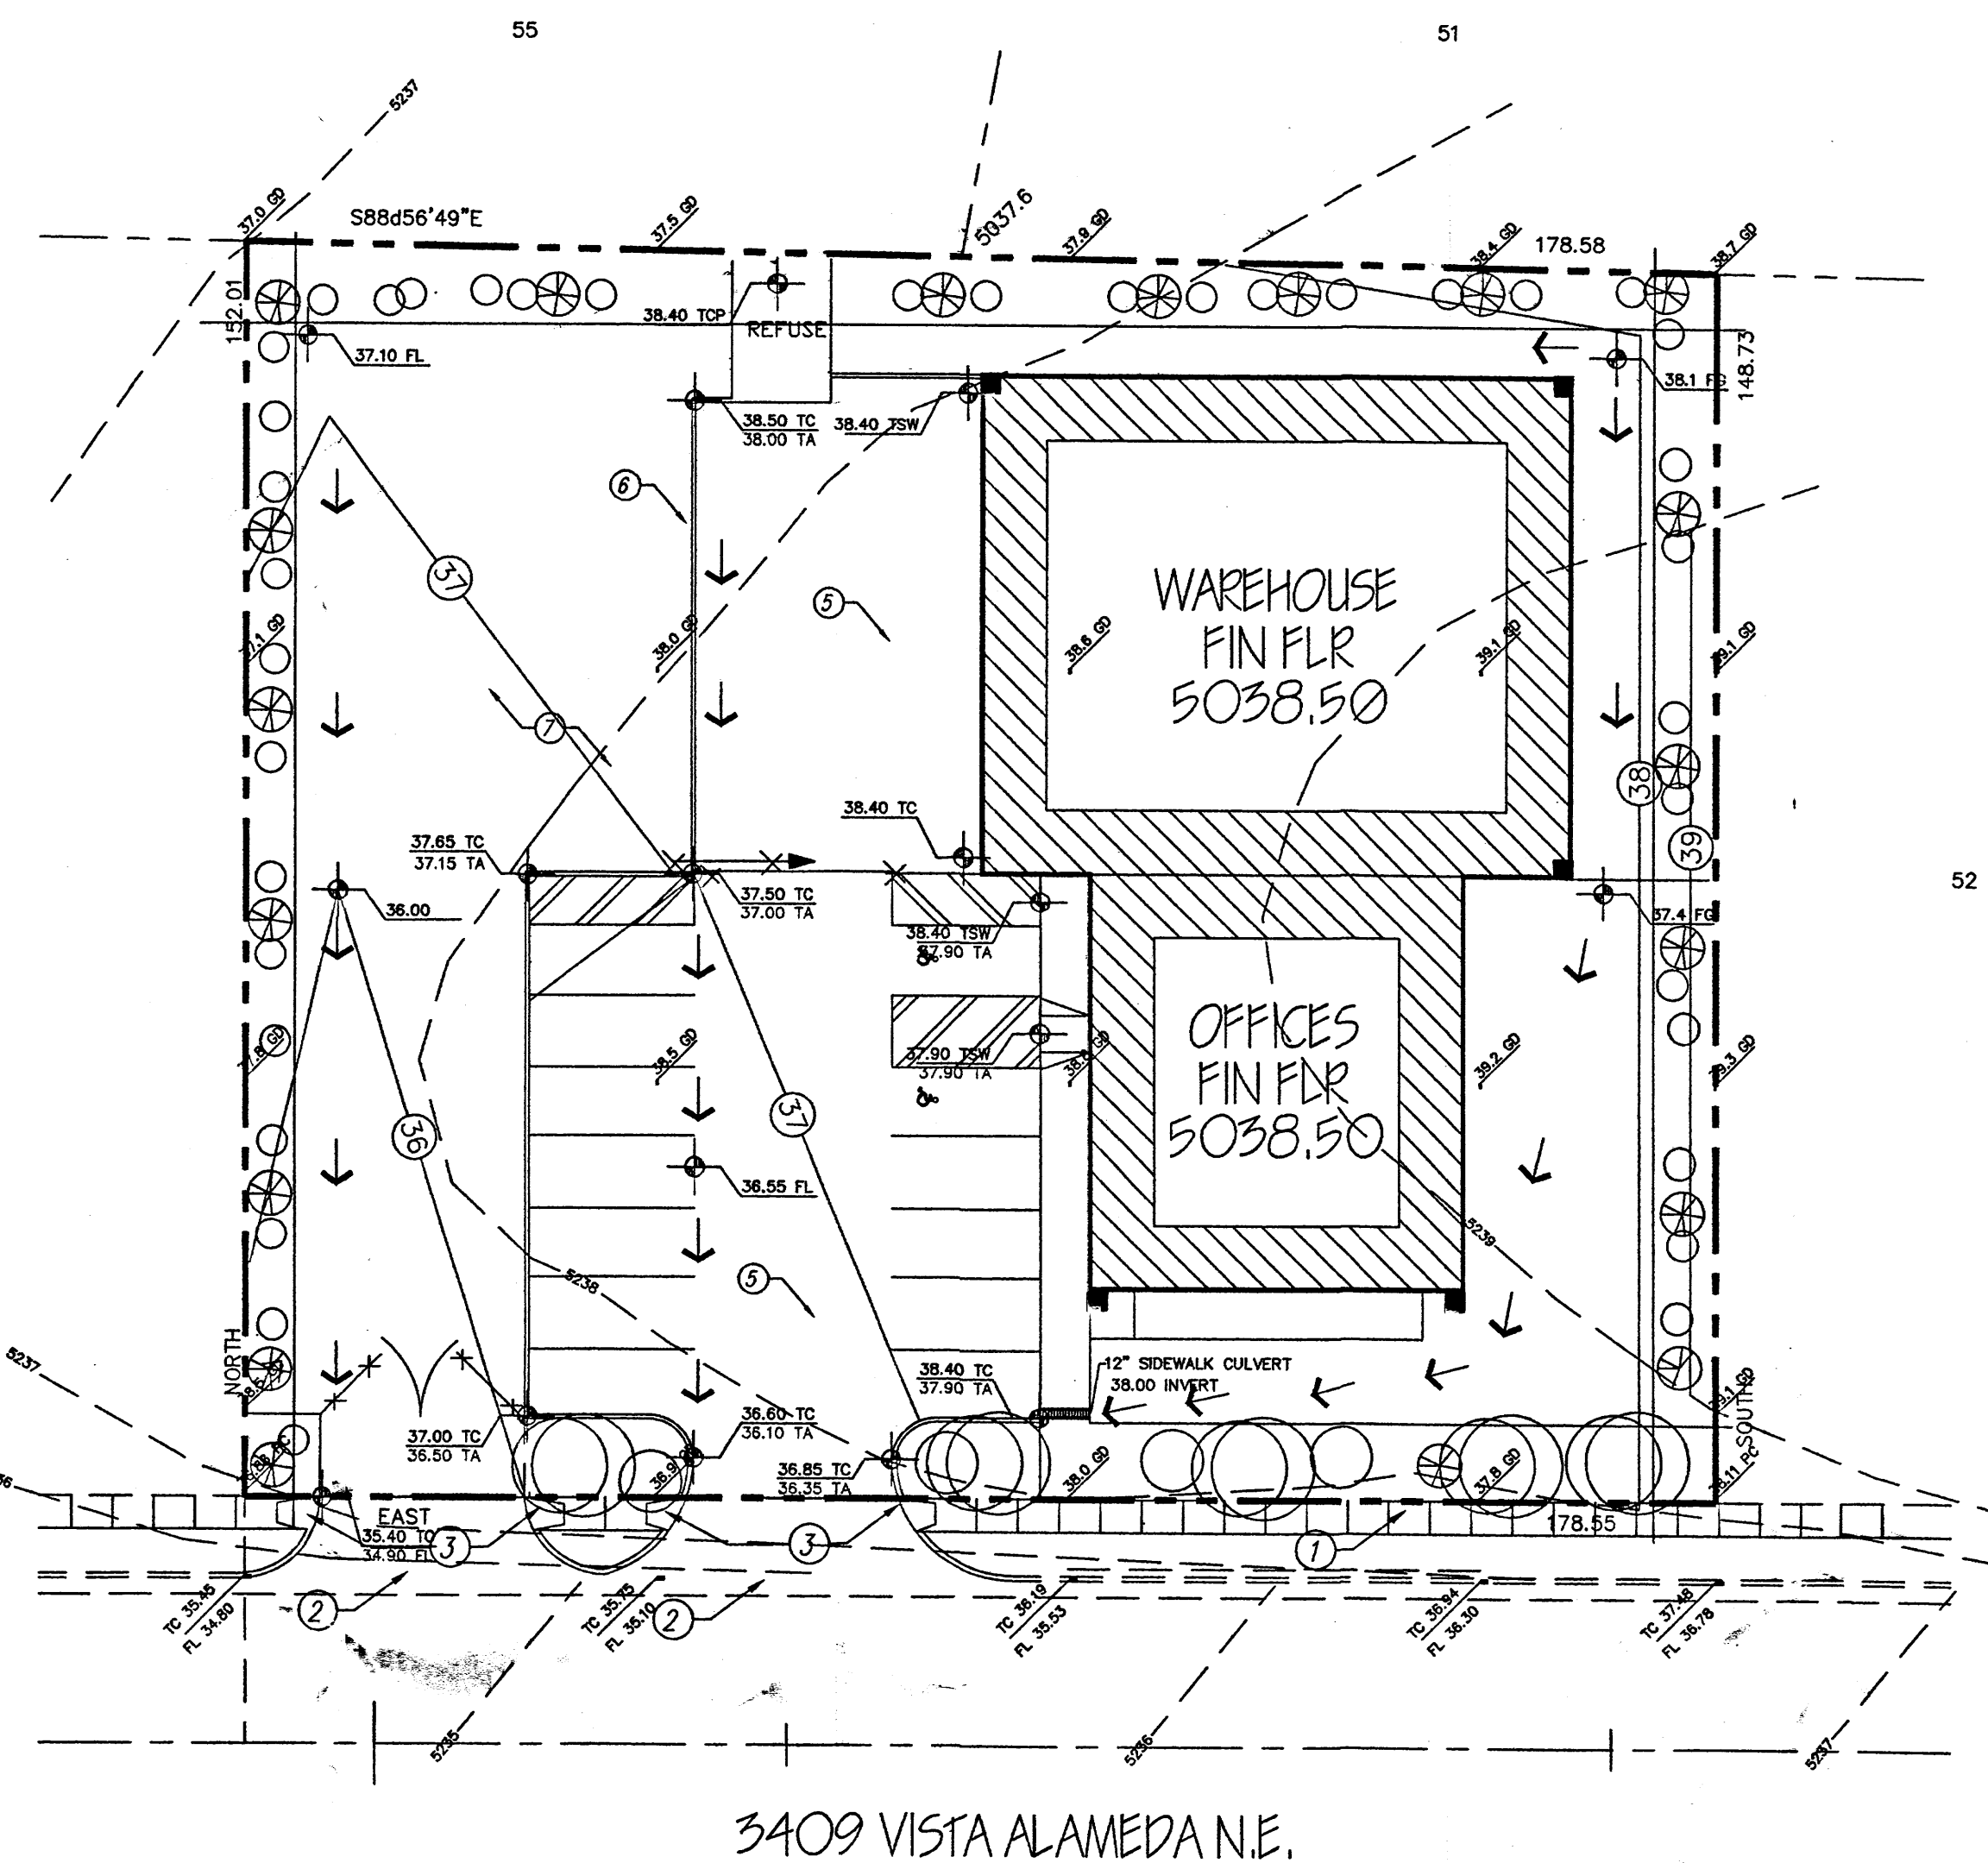 55
51
5237
37.0 GD
S88d56'49"E
37.5 GD
5037.6
37.9 GD
38.4 GD
178.58
38.7 GD
152.01
38.40 TCP
REFUSE
37.10 FL
148.73
38.1 FG
38.50 TC
38.00 TA
38.40 TSW
6
37
5
WAREHOUSE
FIN FLR
5038.50
37.1 GD
38.0 GD
38.6 GD
39.1 GD
39.1 GD
7
38
39
38.40 TC
37.65 TC
37.15 TA
37.50 TC
37.00 TA
36.00
52
37.4 FG
38.40 TSW
37.90 TA
OFFICES
FIN FLR
5038.50
37.8 GD
38.5 GD
37.90 TSW
37.90 TA
39.2 GD
39.3 GD
36
37
36.55 FL
5239
5238
5
NORTH
5237
12" SIDEWALK CULVERT
38.00 INVERT
38.40 TC
37.90 TA
39.1 GD
SOUTH
37.00 TC
36.50 TA
36.60 TC
36.10 TA
36.85 TC
36.35 TA
38.0 GD
37.8 GD
EAST
35.40 TC
34.90 FL
3
3
1
178.55
2
2
TC 35.45
FL 34.80
TC 35.75
FL 35.10
TC 36.19
FL 35.53
TC 36.94
FL 36.30
TC 37.48
FL 36.78
5235
5236
5237
3409 VISTA ALAMEDA N.E.